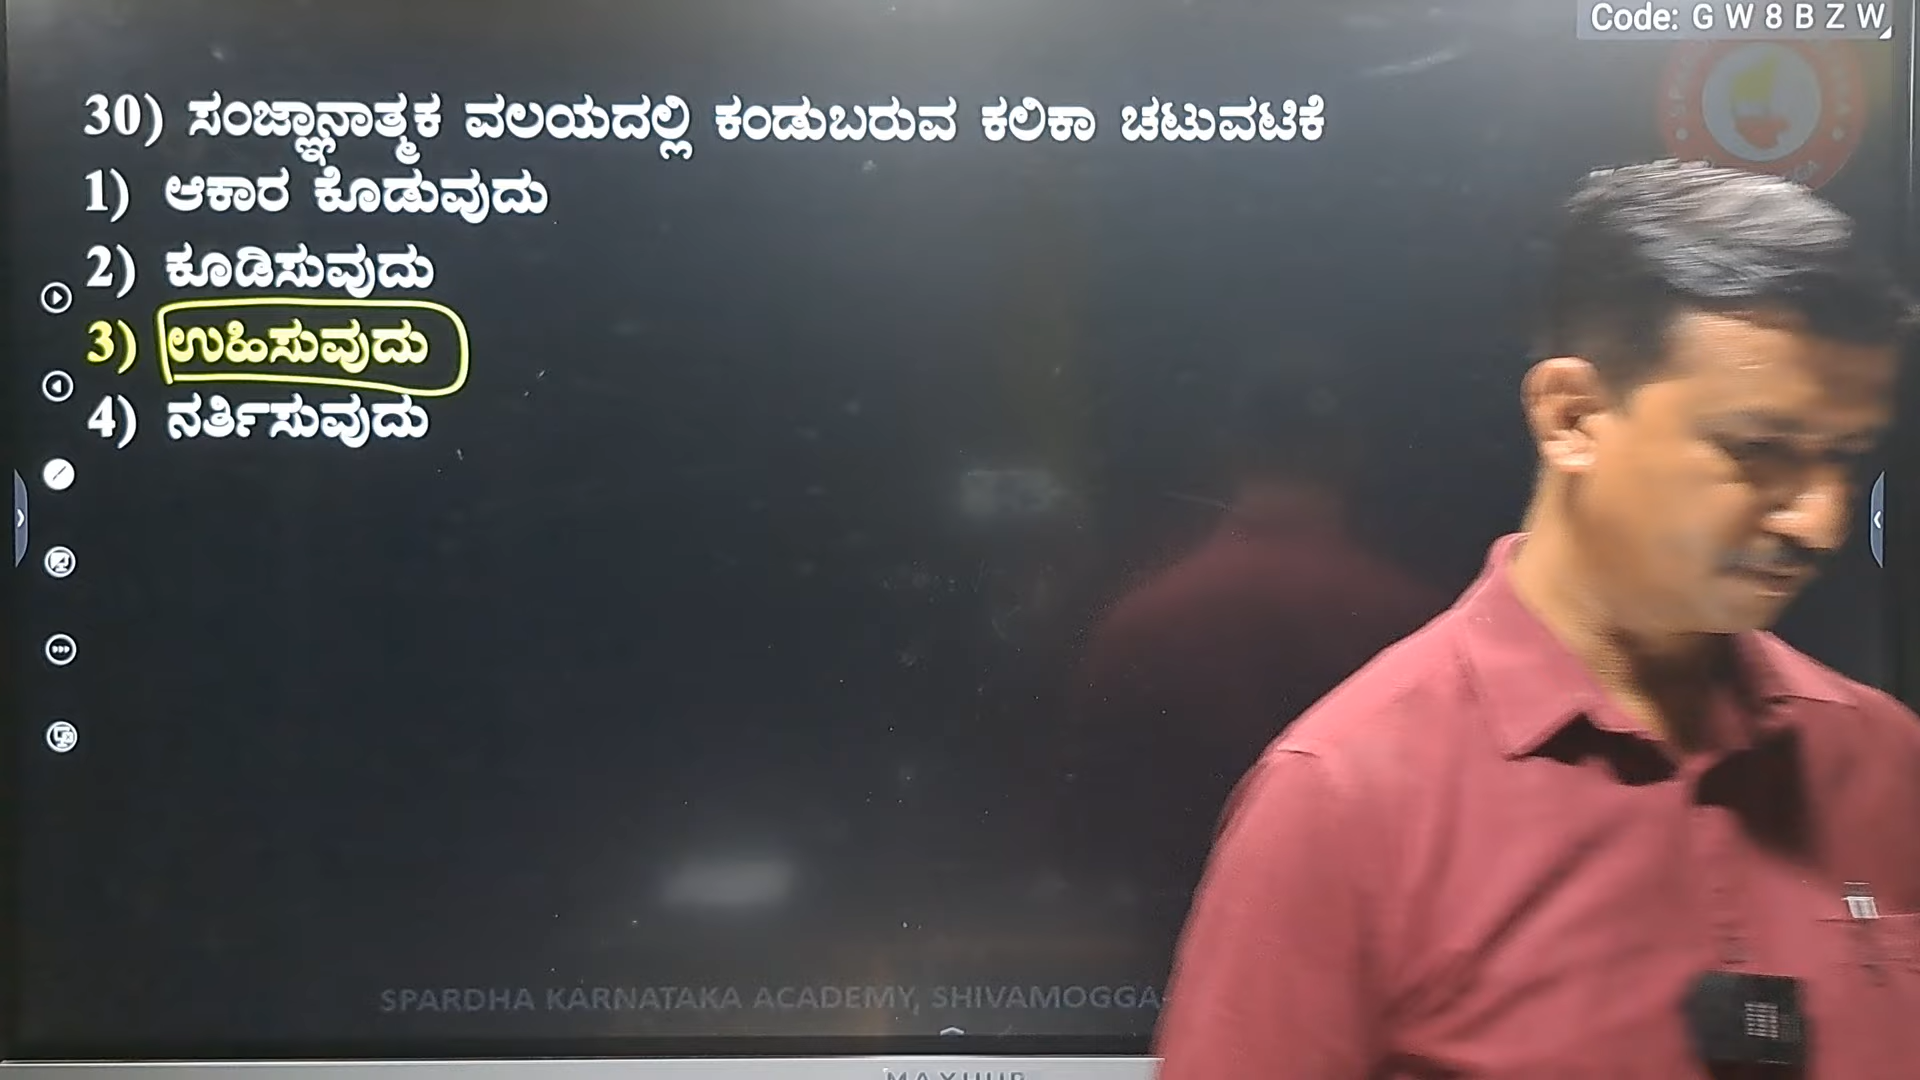 Code: G W 8 B Z W
30) ಸಂಜ್ಞಾನಾತ್ಮಕ ವಲಯದಲ್ಲಿ ಕಂಡುಬರುವ ಕಲಿಕಾ ಚಟುವಟಿಕೆ
1) ಆಕಾರ ಕೊಡುವುದು
2) ಕೂಡಿಸುವುದು
3) ಉಹಿಸುವುದು
4) ನರ್ತಿಸುವುದು
SPARDHA KARNATAKA ACADEMY, SHIVAMOGGA